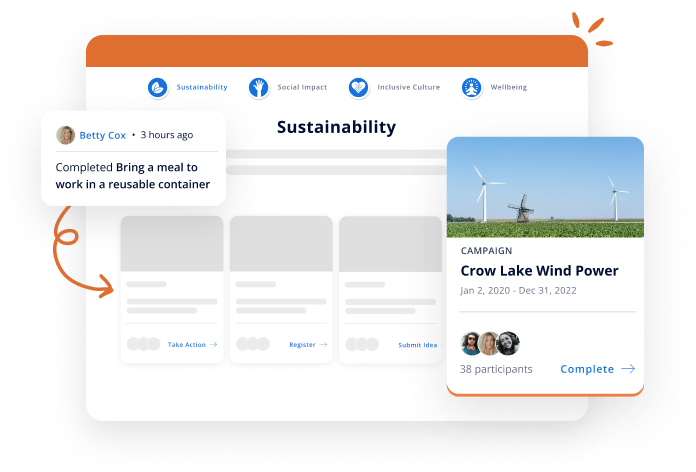 Sustainability
Social Impact
Inclusive Culture
Wellbeing
Sustainability
Betty Cox • 3 hours ago
Completed Bring a meal to
work in a reusable container
Take Action →
Register →
Submit Idea
CAMPAIGN
Crow Lake Wind Power
Jan 2, 2020 - Dec 31, 2022
38 participants
Complete →